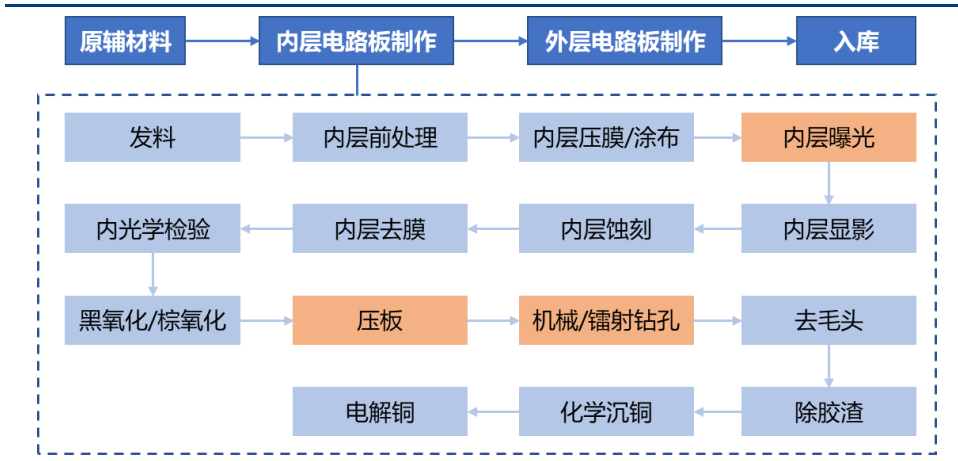 原辅材料
内层电路板制作
外层电路板制作
入库
发料
内层前处理
内层压膜/涂布
内层曝光
内光学检验
内层去膜
内层蚀刻
内层显影
黑氧化/棕氧化
压板
机械/镭射钻孔
去毛头
电解铜
化学沉铜
除胶渣